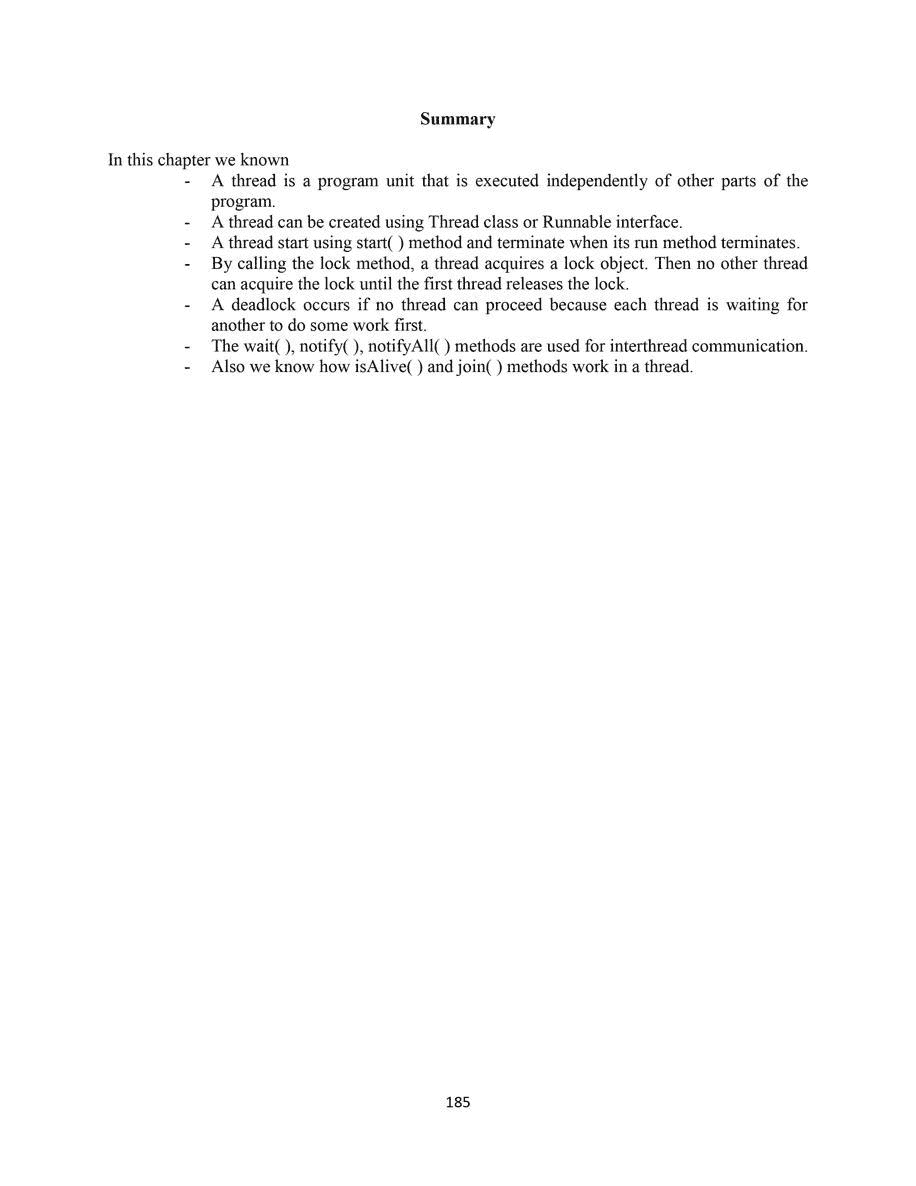 Summary
In this chapter we known
- A thread is a program unit that is executed independently of other parts of the
program.
- A thread can be created using Thread class or Runnable interface.
- A thread start using start( ) method and terminate when its run method terminates.
- By calling the lock method, a thread acquires a lock object. Then no other thread
can acquire the lock until the first thread releases the lock.
- A deadlock occurs if no thread can proceed because each thread is waiting for
another to do some work first.
- The wait( ), notify( ), notifyAll( ) methods are used for interthread communication.
- Also we know how isAlive( ) and join( ) methods work in a thread.
185